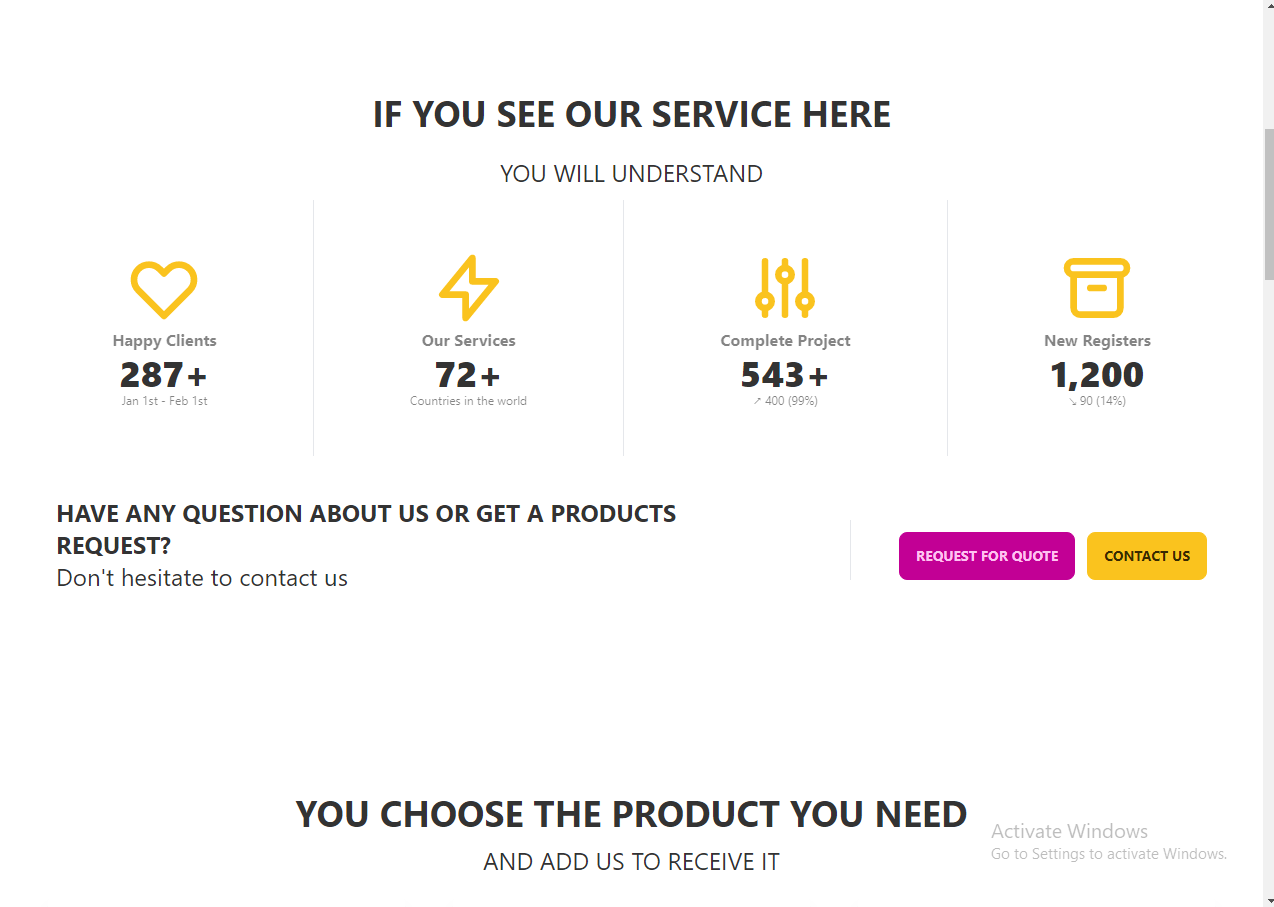 IF YOU SEE OUR SERVICE HERE
YOU WILL UNDERSTAND
Happy Clients
287+
Jan 1st - Feb 1st
Our Services
72+
Countries in the world
Complete Project
543+
↗︎ 400 (99%)
New Registers
1,200
↘︎ 90 (14%)
HAVE ANY QUESTION ABOUT US OR GET A PRODUCTS
REQUEST?
Don't hesitate to contact us
REQUEST FOR QUOTE
CONTACT US
YOU CHOOSE THE PRODUCT YOU NEED
AND ADD US TO RECEIVE IT
Activate Windows
Go to Settings to activate Windows.